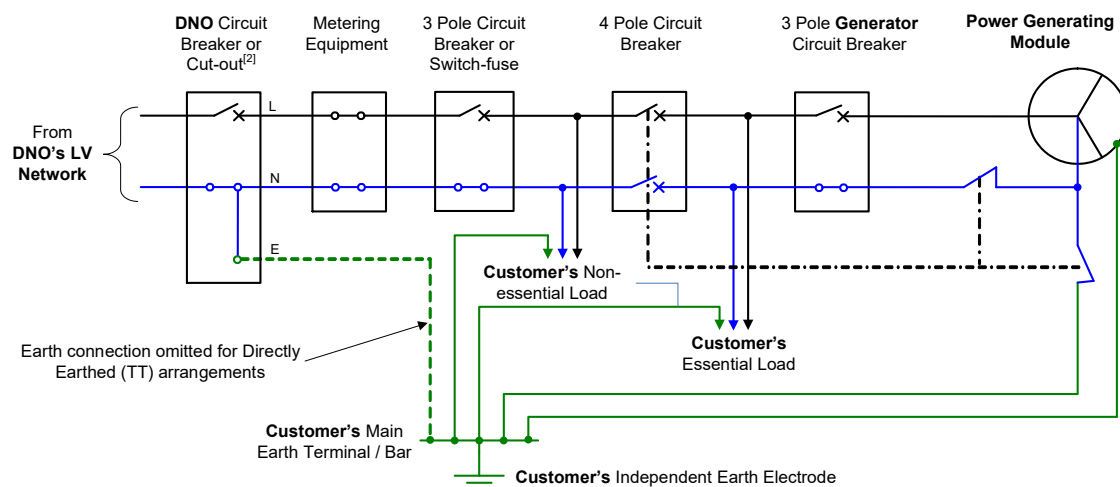 DNO Circuit
Breaker or
Cut-out[2]
Metering
Equipment
3 Pole Circuit
Breaker or
Switch-fuse
4 Pole Circuit
Breaker
3 Pole Generator
Circuit Breaker
Power Generating
Module
L
From
DNO's LV
Network
N
E
Customer's Non-
essential Load
Customer's
Essential Load
Earth connection omitted for Directly
Earthed (TT) arrangements
Customer's Main
Earth Terminal / Bar
Customer's Independent Earth Electrode